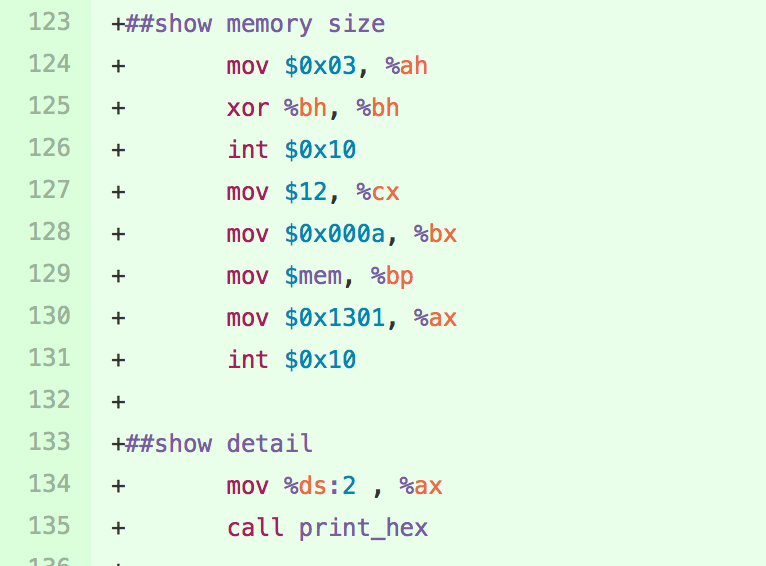 123 +##show memory size
124 + mov $0x03, %ah
125 + xor %bh, %bh
126 + int $0x10
127 + mov $12, %cx
128 + mov $0x000a, %bx
129 + mov $mem, %bp
130 + mov $0x1301, %ax
131 + int $0x10
132 +
133 +##show detail
134 + mov %ds:2 , %ax
135 + call print_hex
136 +